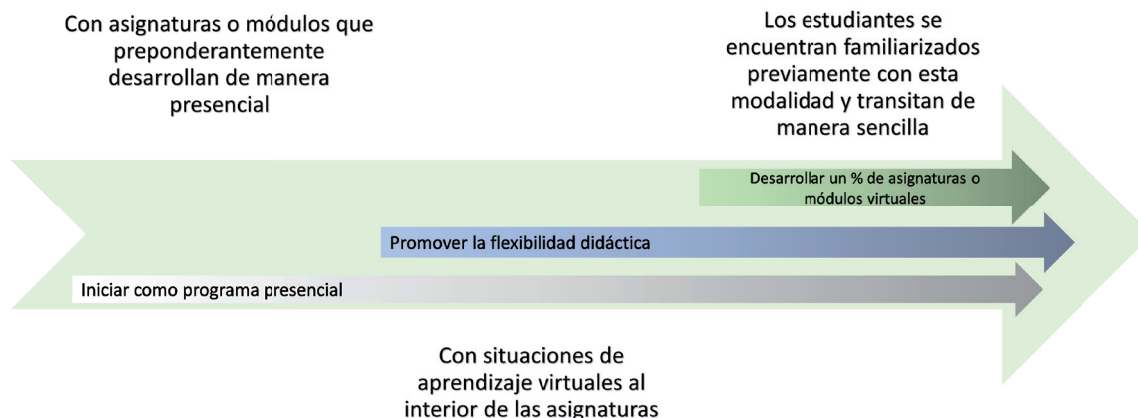 Con asignaturas o módulos que
preponderantemente
desarrollan de manera
presencial
Los estudiantes se
encuentran familiarizados
previamente con esta
modalidad y transitan de
manera sencilla
Desarrollar un % de asignaturas o
módulos virtuales
Promover la flexibilidad didáctica
Iniciar como programa presencial
Con situaciones de
aprendizaje virtuales al
interior de las asignaturas